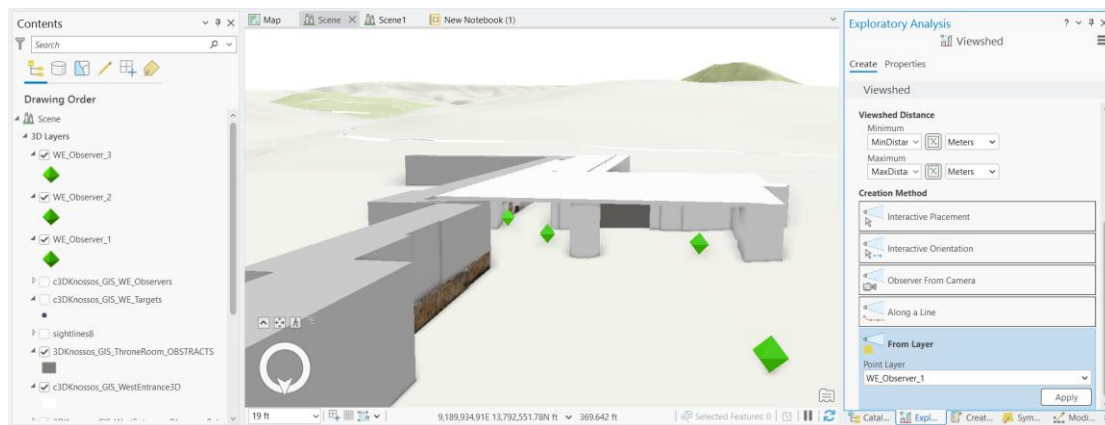 Contents
Search
Drawing Order
Scene
3D Layers
WE_Observer_3
WE_Observer_2
WE_Observer_1
c3DKnossos_GIS_WE_Observers
c3DKnossos_GIS_WE_Targets
sightlines8
3DKnossos_GIS_ThroneRoom_OBSTRACTS
c3DKnossos_GIS_WestEntrance3D
Map
Scene
Scene1
New Notebook (1)
19 ft
9,189,934.91E 13,792,551.78N ft
369.642 ft
Selected Features: 0
Exploratory Analysis
Viewshed
Create Properties
Viewshed
Viewshed Distance
Minimum
MinDistar Meters
Maximum
MaxDista Meters
Creation Method
Interactive Placement
Interactive Orientation
Observer From Camera
Along a Line
From Layer
Point Layer
WE_Observer_1
Apply
Catal... Expl... Creat... Sym... Modi...